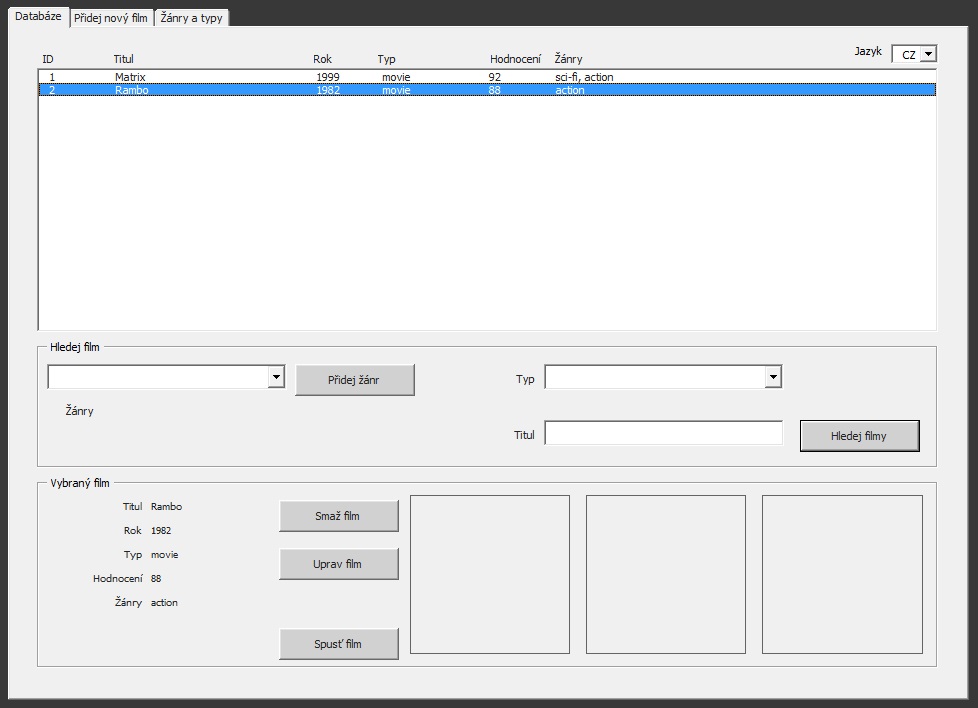 Databáze Přidej nový film Žánry a typy
Jazyk CZ
ID Titul Rok Typ Hodnocení Žánry
1 Matrix 1999 movie 92 sci-fi, action
2 Rambo 1982 movie 88 action
Hledej film
Přidej žánr Typ
Žánry
Titul Hledej filmy
Vybraný film
Titul Rambo
Rok 1982
Typ movie
Hodnocení 88
Žánry action
Smaž film
Uprav film
Spusť film